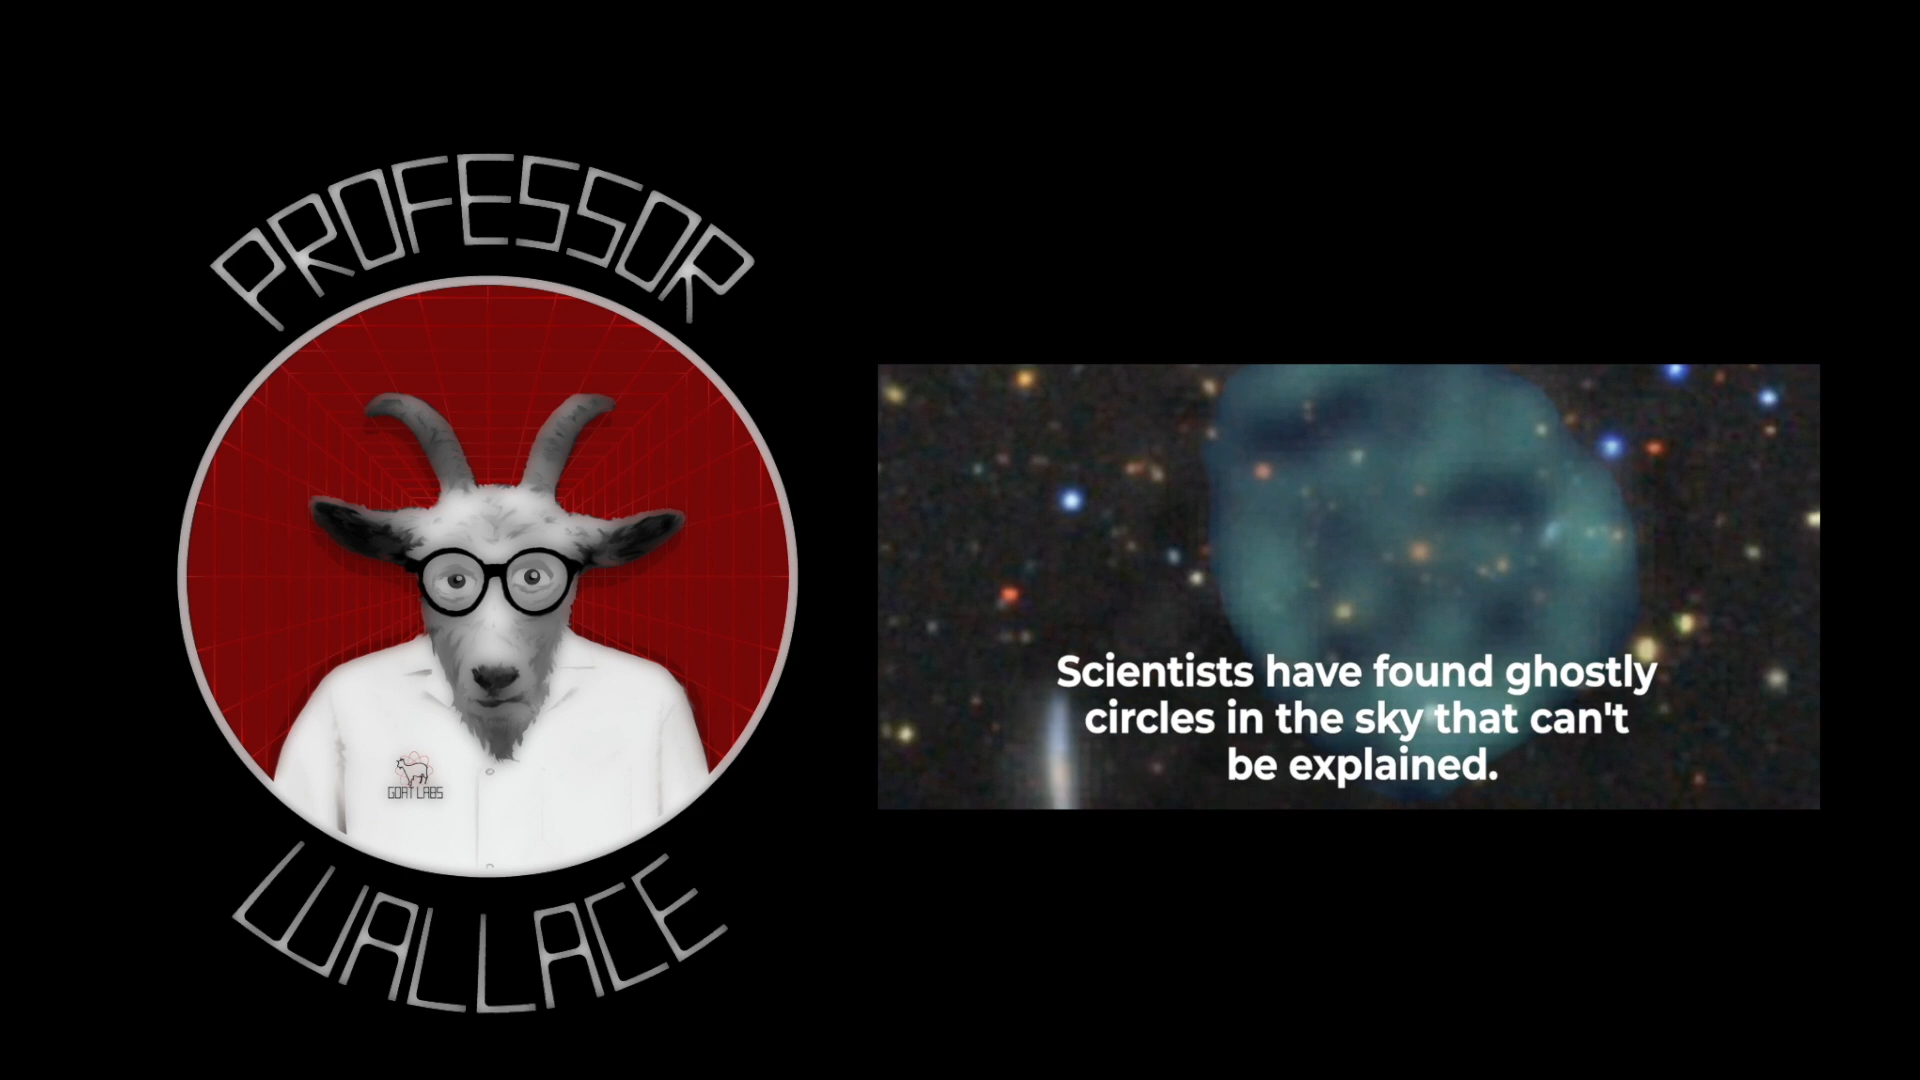 PROFESSOR
GOAT LABS
WALLACE
Scientists have found ghostly
circles in the sky that can't
be explained.